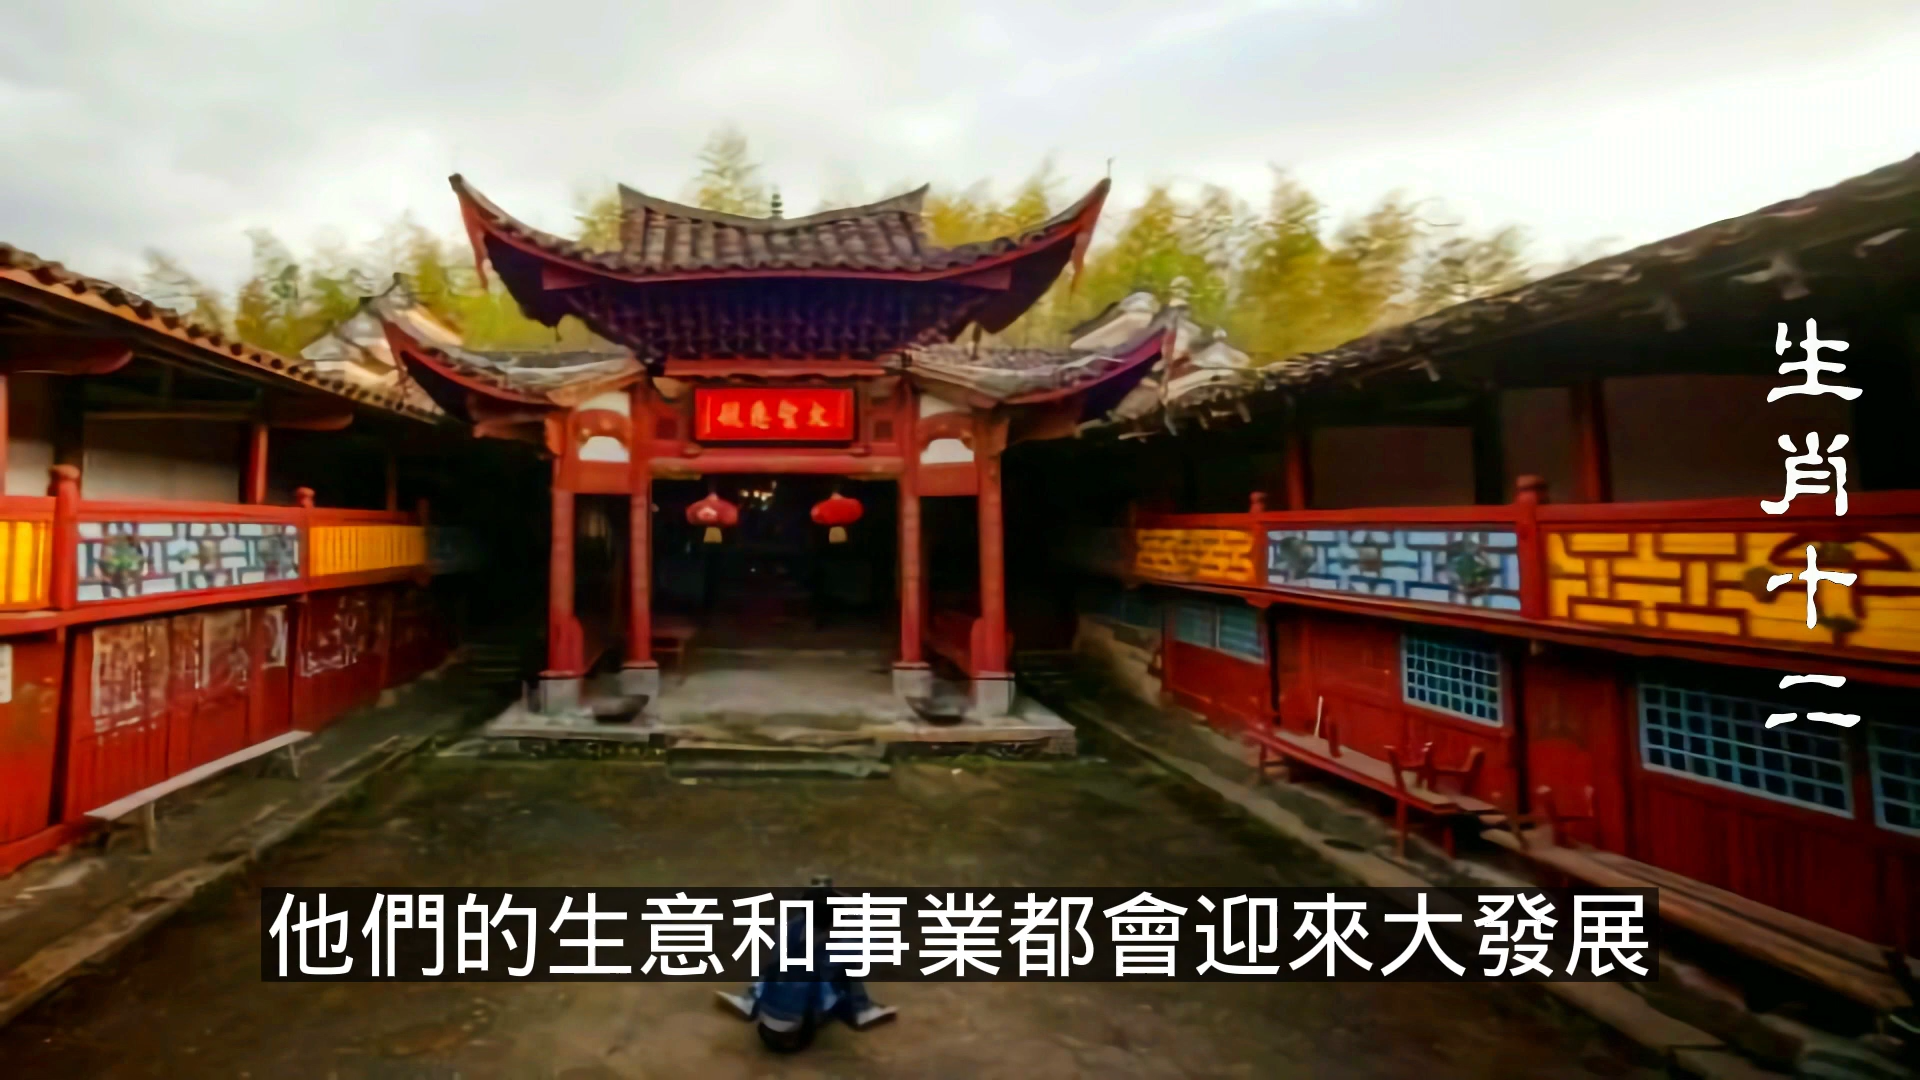 生肖十二
他們的生意和事業都會迎來大發展